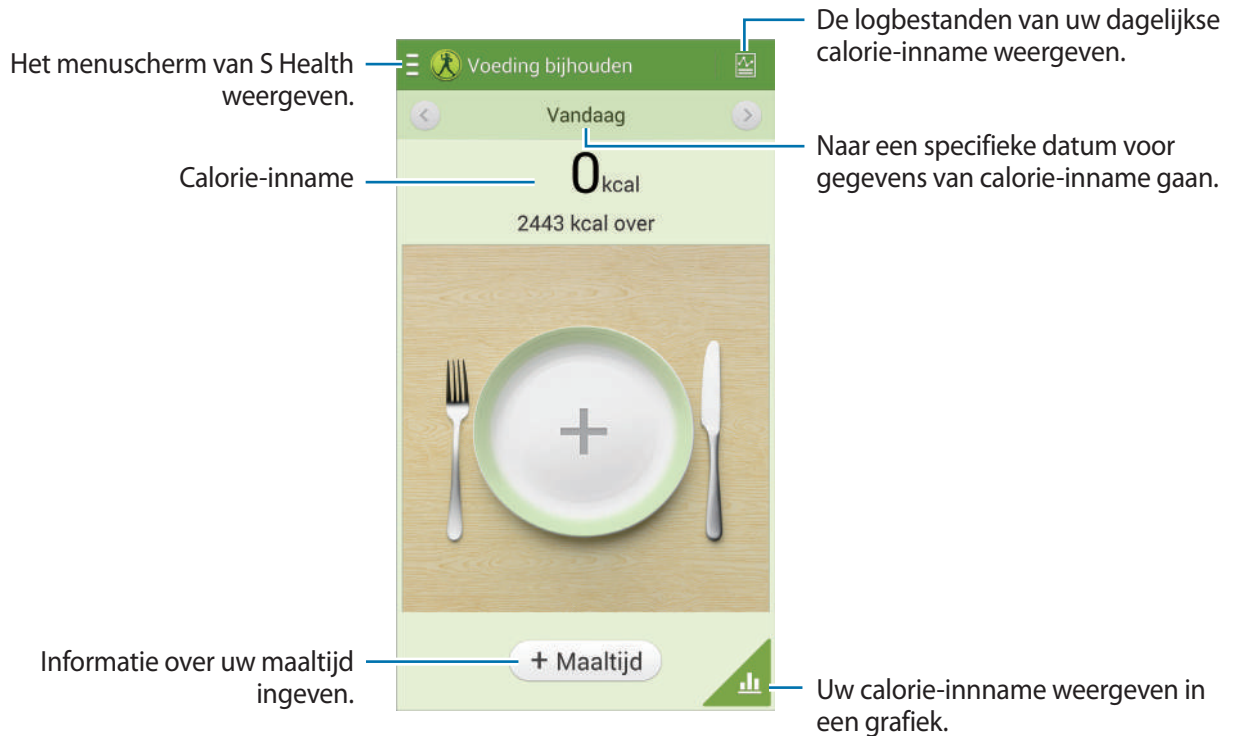 De logbestanden van uw dagelijkse
calorie-inname weergeven.
Het menuscherm van S Health
weergeven.
Voeding bijhouden
Vandaag
Naar een specifieke datum voor
gegevens van calorie-inname gaan.
Calorie-inname
0 kcal
2443 kcal over
Informatie over uw maaltijd
ingeven.
+ Maaltijd
Uw calorie-innname weergeven in
een grafiek.